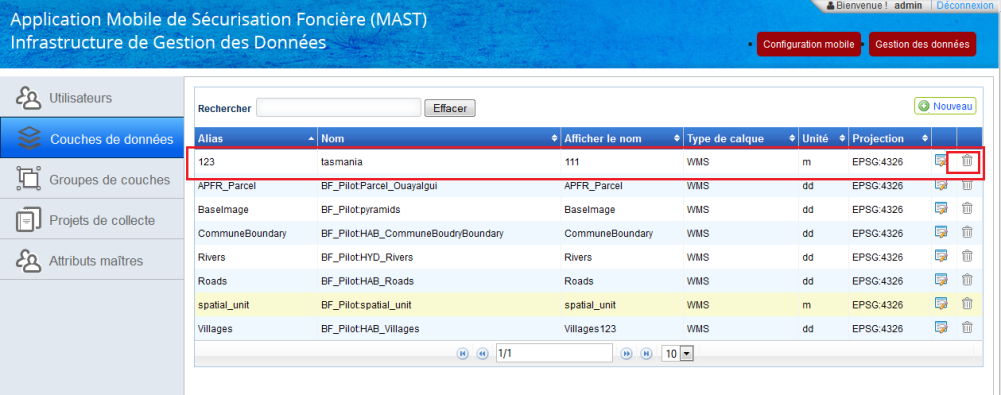 Bienvenue ! admin Déconnexion
Application Mobile de Sécurisation Foncière (MAST)
Infrastructure de Gestion des Données
Configuration mobile Gestion des données
Utilisateurs
Couches de données
Groupes de couches
Projets de collecte
Attributs maîtres
Rechercher Effacer Nouveau
Alias Nom Afficher le nom Type de calque Unité Projection
123 tasmania 111 WMS m EPSG:4326
APFR_Parcel BF_Pilot:Parcel_Ouayalgui APFR_Parcel WMS dd EPSG:4326
BaseImage BF_Pilot:pyramids BaseImage WMS dd EPSG:4326
CommuneBoundary BF_Pilot:HAB_CommuneBoudryBoundary CommuneBoundary WMS dd EPSG:4326
Rivers BF_Pilot:HYD_Rivers Rivers WMS dd EPSG:4326
Roads BF_Pilot:HAB_Roads Roads WMS dd EPSG:4326
spatial_unit BF_Pilot:spatial_unit spatial_unit WMS m EPSG:4326
Villages BF_Pilot:HAB_Villages Villages123 WMS dd EPSG:4326
1/1 10